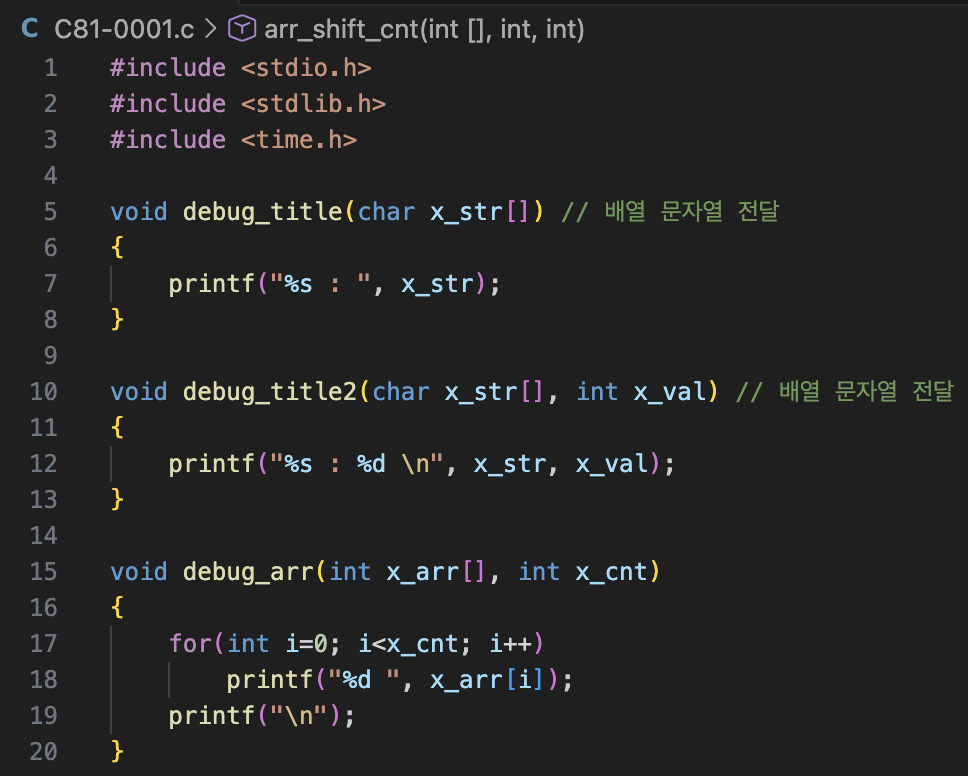 C C81-0001.c > arr_shift_cnt(int [], int, int)
1 #include <stdio.h>
2 #include <stdlib.h>
3 #include <time.h>
4
5 void debug_title(char x_str[]) // 배열 문자열 전달
6 {
7     printf("%s : ", x_str);
8 }
9
10 void debug_title2(char x_str[], int x_val) // 배열 문자열 전달
11 {
12     printf("%s : %d \n", x_str, x_val);
13 }
14
15 void debug_arr(int x_arr[], int x_cnt)
16 {
17     for(int i=0; i<x_cnt; i++)
18         printf("%d ", x_arr[i]);
19     printf("\n");
20 }